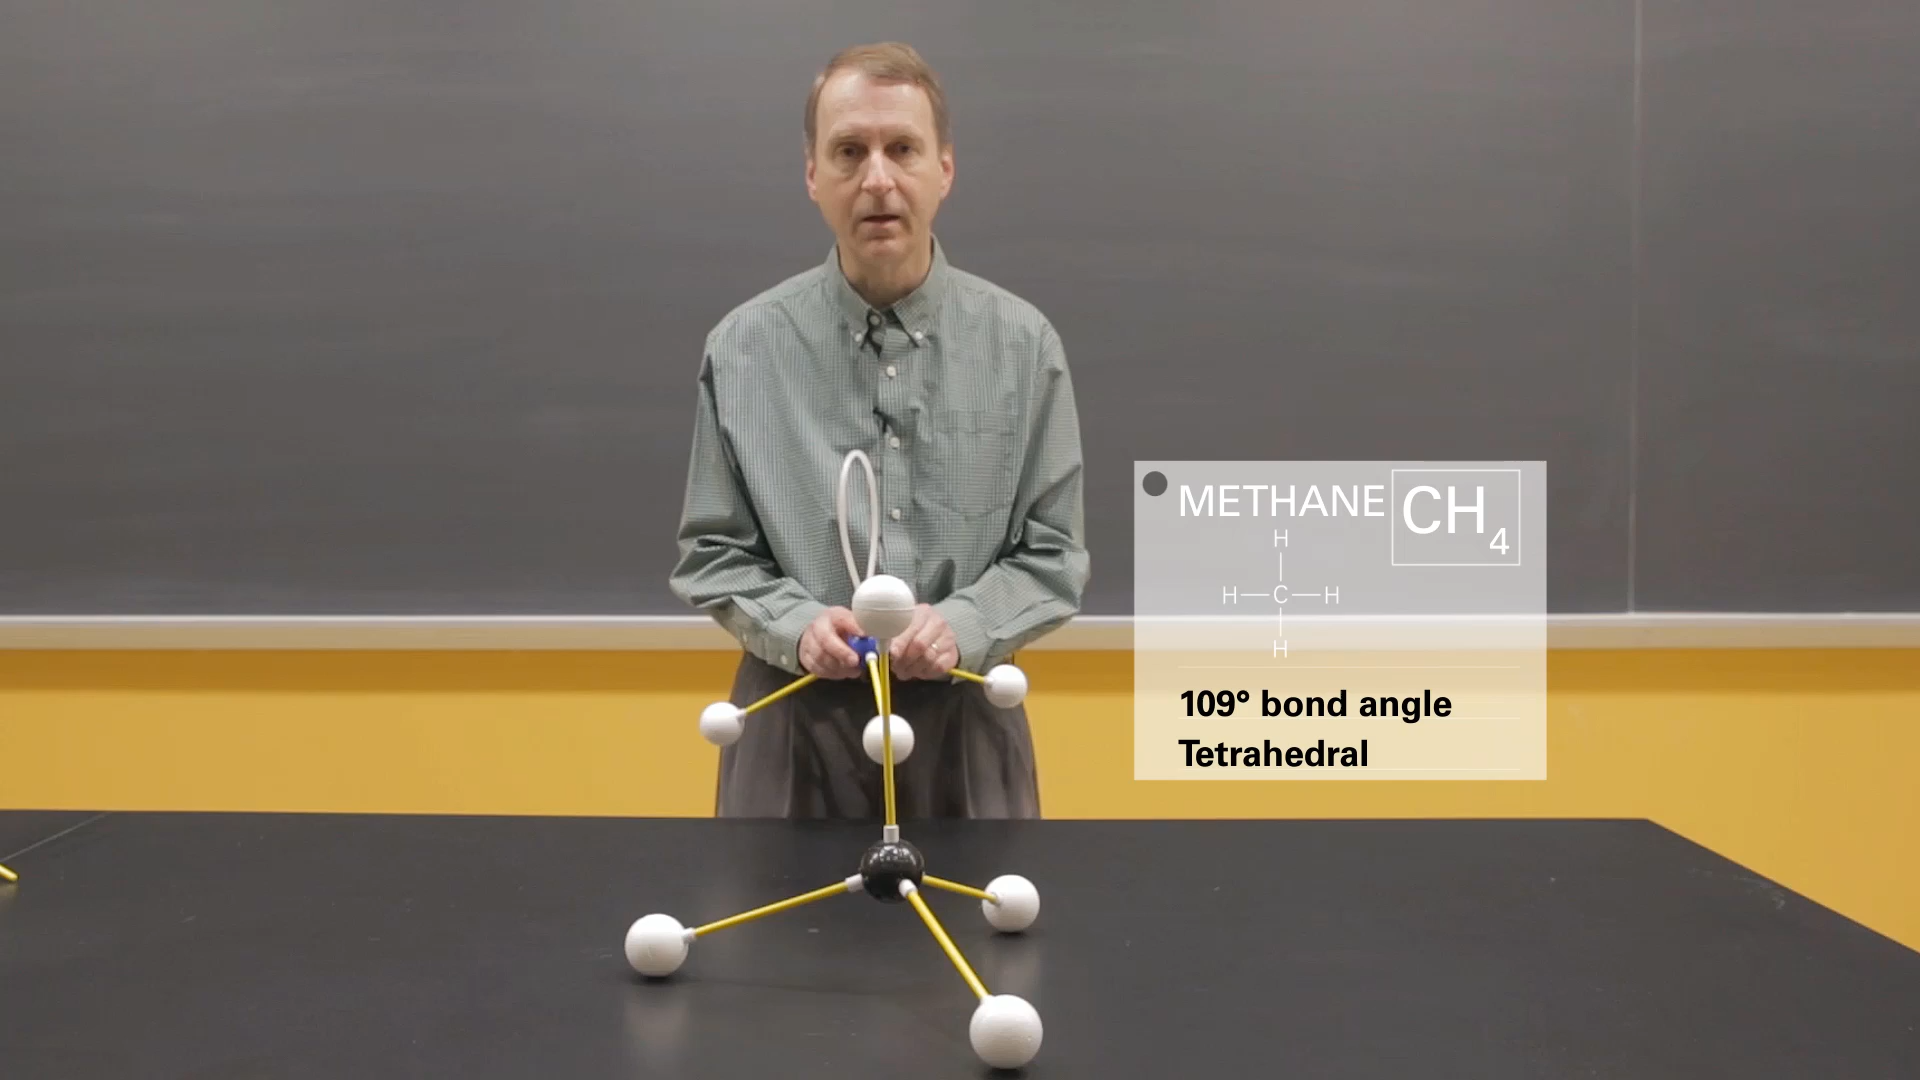 METHANE CH4
H
H—C—H
H
109° bond angle
Tetrahedral